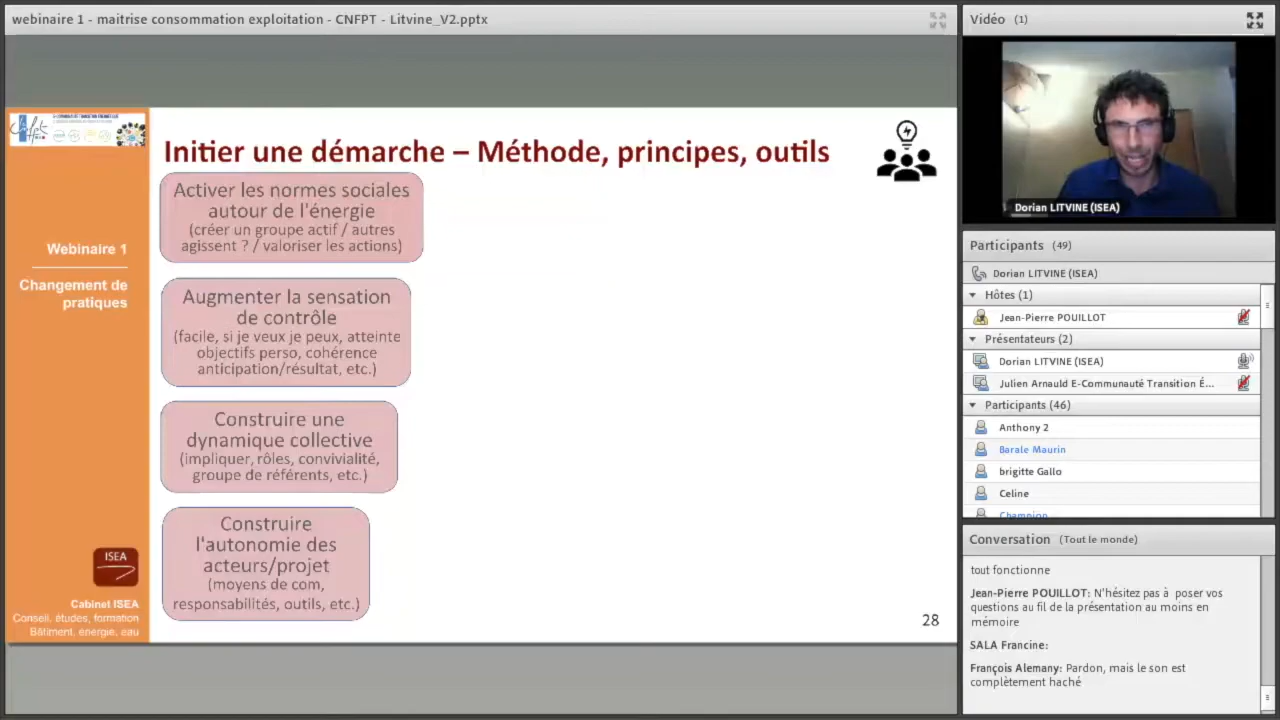 webinaire 1 - maitrise consommation exploitation - CNFPT - Litvine_V2.pptx
Webinaire 1
Changement de
pratiques
ISEA
Cabinet ISEA
Conseil, études, formation
Bâtiment, énergie, eau
Initier une démarche – Méthode, principes, outils
Activer les normes sociales
autour de l'énergie
(créer un groupe actif / autres
agissent ? / valoriser les actions)
Augmenter la sensation
de contrôle
(facile, si je veux je peux, atteinte
objectifs perso, cohérence
anticipation/résultat, etc.)
Construire une
dynamique collective
(impliquer, rôles, convivialité,
groupe de référents, etc.)
Construire
l'autonomie des
acteurs/projet
(moyens de com,
responsabilités, outils, etc.)
28
Vidéo (1)
Dorian LITVINE (ISEA)
Participants (49)
Dorian LITVINE (ISEA)
Hôtes (1)
Jean-Pierre POUILLOT
Présentateurs (2)
Dorian LITVINE (ISEA)
Julien Arnauld E-Communauté Transition É...
Participants (46)
Anthony 2
Barale Maurin
brigitte Gallo
Celine
Champion
Conversation (Tout le monde)
tout fonctionne
Jean-Pierre POUILLOT: N'hésitez pas à poser vos
questions au fil de la présentation au moins en
mémoire
SALA Francine:
François Alemany: Pardon, mais le son est
complètement haché